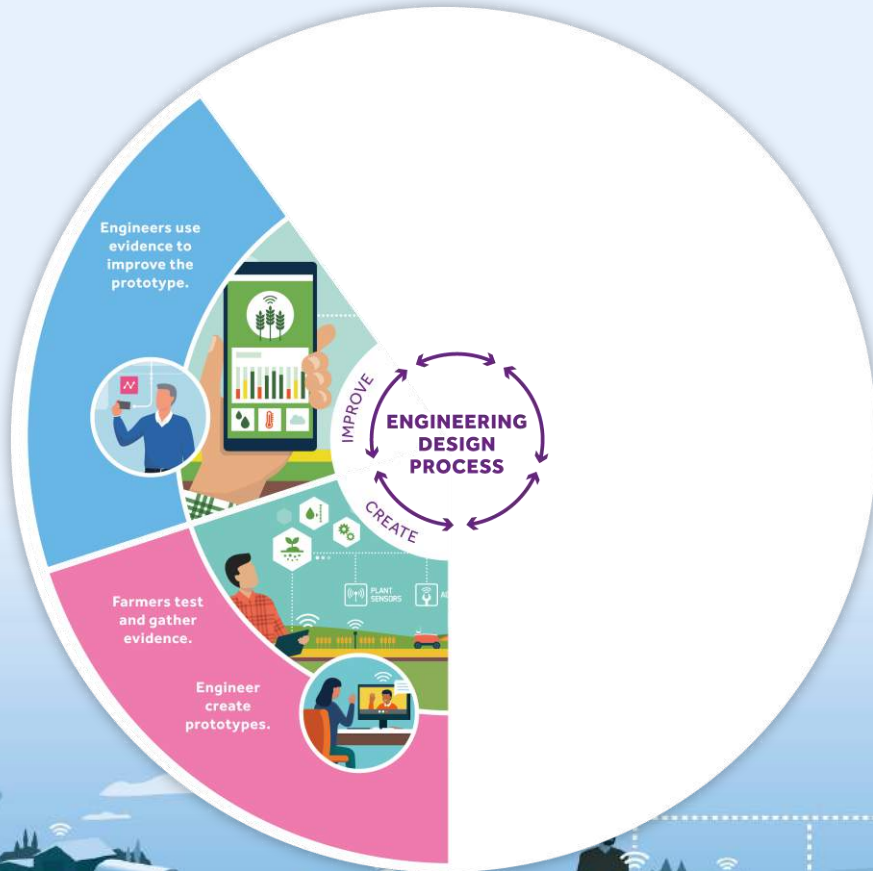 Engineers use
evidence to
improve the
prototype.
IMPROVE
ENGINEERING
DESIGN
PROCESS
CREATE
PLANT
SENSORS
Farmers test
and gather
evidence.
Engineer
create
prototypes.